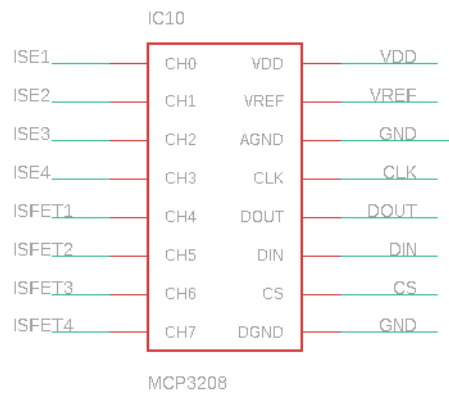 IC10
ISE1 CH0 VDD VDD
ISE2 CH1 VREF VREF
ISE3 CH2 AGND GND
ISE4 CH3 CLK CLK
ISFET1 CH4 DOUT DOUT
ISFET2 CH5 DIN DIN
ISFET3 CH6 CS CS
ISFET4 CH7 DGND GND
MCP3208